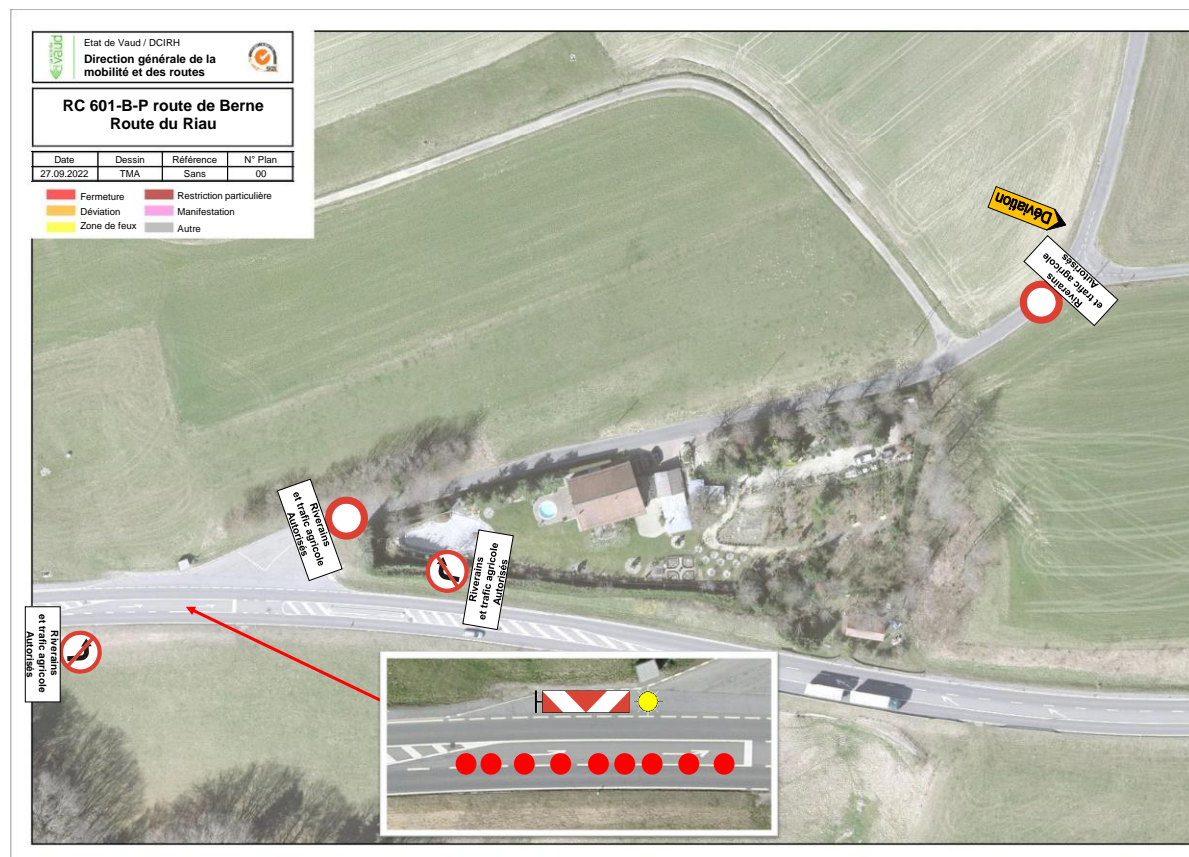 vaud
Etat de Vaud / DCIRH
Direction générale de la
mobilité et des routes
RC 601-B-P route de Berne
Route du Riau
Date Dessin Référence N° Plan
27.09.2022 TMA Sans 00
Fermeture Restriction particulière
Déviation Manifestation
Zone de feux Autre
Déviation
Riverains
et trafic agricole
Autorisés
Riverains
et trafic agricole
Autorisés
Riverains
et trafic agricole
Autorisés
Riverains
et trafic agricole
Autorisés